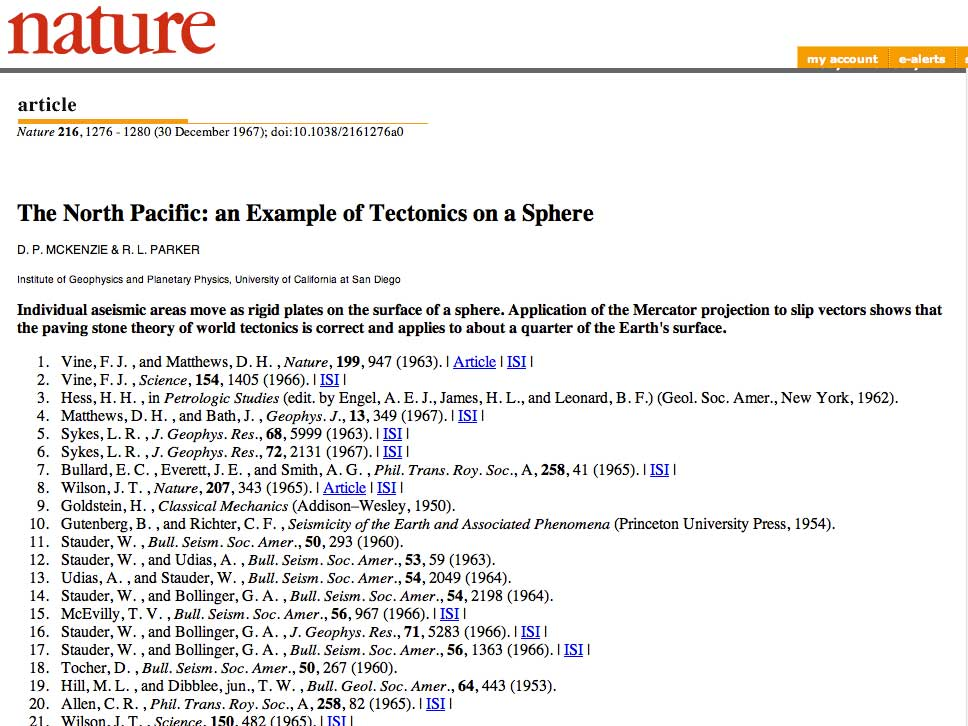 nature
my account e-alerts
article
Nature 216, 1276 - 1280 (30 December 1967); doi:10.1038/2161276a0
The North Pacific: an Example of Tectonics on a Sphere
D. P. MCKENZIE & R. L. PARKER
Institute of Geophysics and Planetary Physics, University of California at San Diego
Individual aseismic areas move as rigid plates on the surface of a sphere. Application of the Mercator projection to slip vectors shows that
the paving stone theory of world tectonics is correct and applies to about a quarter of the Earth's surface.
1. Vine, F. J. , and Matthews, D. H. , Nature, 199, 947 (1963). | Article | ISI |
2. Vine, F. J. , Science, 154, 1405 (1966). | ISI |
3. Hess, H. H. , in Petrologic Studies (edit. by Engel, A. E. J., James, H. L., and Leonard, B. F.) (Geol. Soc. Amer., New York, 1962).
4. Matthews, D. H. , and Bath, J. , Geophys. J., 13, 349 (1967). | ISI |
5. Sykes, L. R. , J. Geophys. Res., 68, 5999 (1963). | ISI |
6. Sykes, L. R. , J. Geophys. Res., 72, 2131 (1967). | ISI |
7. Bullard, E. C. , Everett, J. E. , and Smith, A. G. , Phil. Trans. Roy. Soc., A, 258, 41 (1965). | ISI |
8. Wilson, J. T. , Nature, 207, 343 (1965). | Article | ISI |
9. Goldstein, H. , Classical Mechanics (Addison–Wesley, 1950).
10. Gutenberg, B. , and Richter, C. F. , Seismicity of the Earth and Associated Phenomena (Princeton University Press, 1954).
11. Stauder, W. , Bull. Seism. Soc. Amer., 50, 293 (1960).
12. Stauder, W. , and Udias, A. , Bull. Seism. Soc. Amer., 53, 59 (1963).
13. Udias, A. , and Stauder, W. , Bull. Seism. Soc. Amer., 54, 2049 (1964).
14. Stauder, W. , and Bollinger, G. A. , Bull. Seism. Soc. Amer., 54, 2198 (1964).
15. McEvilly, T. V. , Bull. Seism. Soc. Amer., 56, 967 (1966). | ISI |
16. Stauder, W. , and Bollinger, G. A. , J. Geophys. Res., 71, 5283 (1966). | ISI |
17. Stauder, W. , and Bollinger, G. A. , Bull. Seism. Soc. Amer., 56, 1363 (1966). | ISI |
18. Tocher, D. , Bull. Seism. Soc. Amer., 50, 267 (1960).
19. Hill, M. L. , and Dibblee, jun., T. W. , Bull. Geol. Soc. Amer., 64, 443 (1953).
20. Allen, C. R. , Phil. Trans. Roy. Soc., A, 258, 82 (1965). | ISI |
21. Wilson, J. T. , Science, 150, 482 (1965). | ISI |